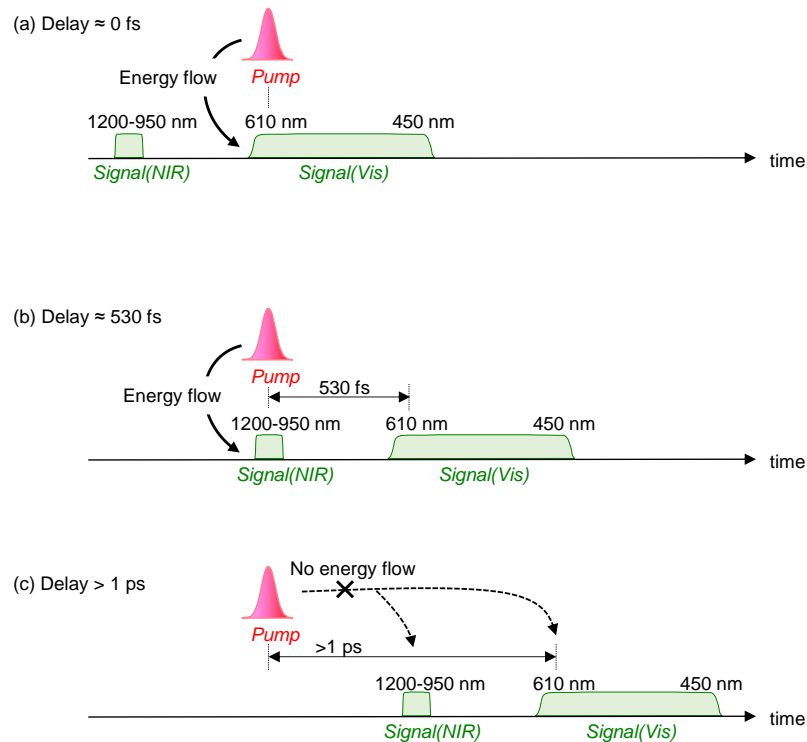 (a) Delay ≈ 0 fs
Energy flow
Pump
1200-950 nm 610 nm 450 nm
time
Signal(NIR) Signal(Vis)
(b) Delay ≈ 530 fs
Energy flow
Pump
530 fs
1200-950 nm 610 nm 450 nm
time
Signal(NIR) Signal(Vis)
(c) Delay > 1 ps
No energy flow
Pump
>1 ps
1200-950 nm 610 nm 450 nm
time
Signal(NIR) Signal(Vis)